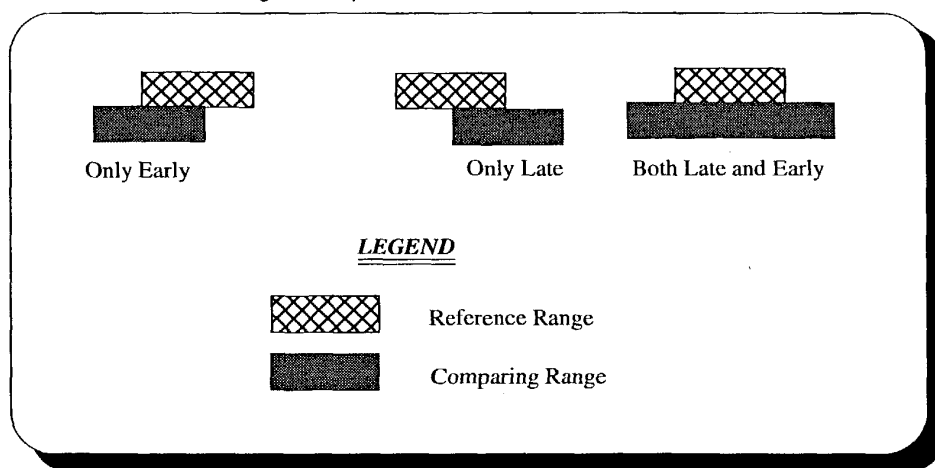 Only Early
Only Late
Both Late and Early
LEGEND
Reference Range
Comparing Range